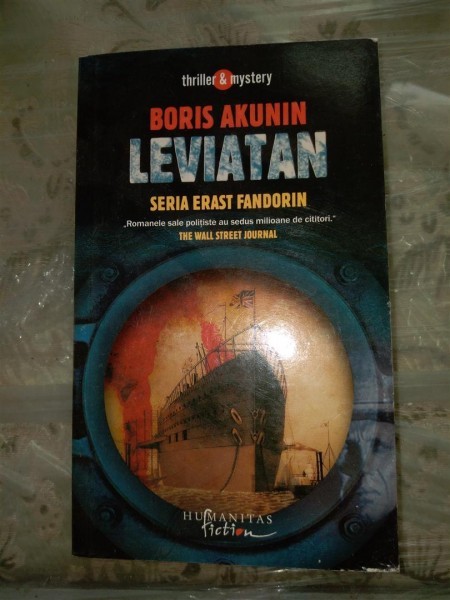 thriller & mystery
BORIS AKUNIN
LEVIATAN
SERIA ERAST FANDORIN
„Romanele sale polițiste au sedus milioane de cititori.”
THE WALL STREET JOURNAL
HUMANITAS
fiction